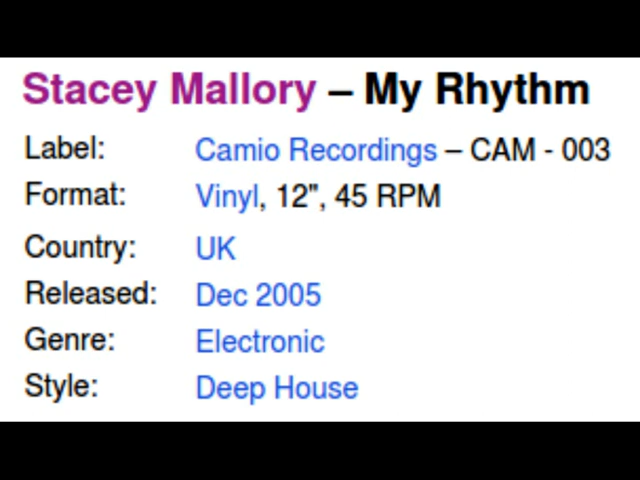 Stacey Mallory – My Rhythm
Label: Camio Recordings – CAM - 003
Format: Vinyl, 12", 45 RPM
Country: UK
Released: Dec 2005
Genre: Electronic
Style: Deep House